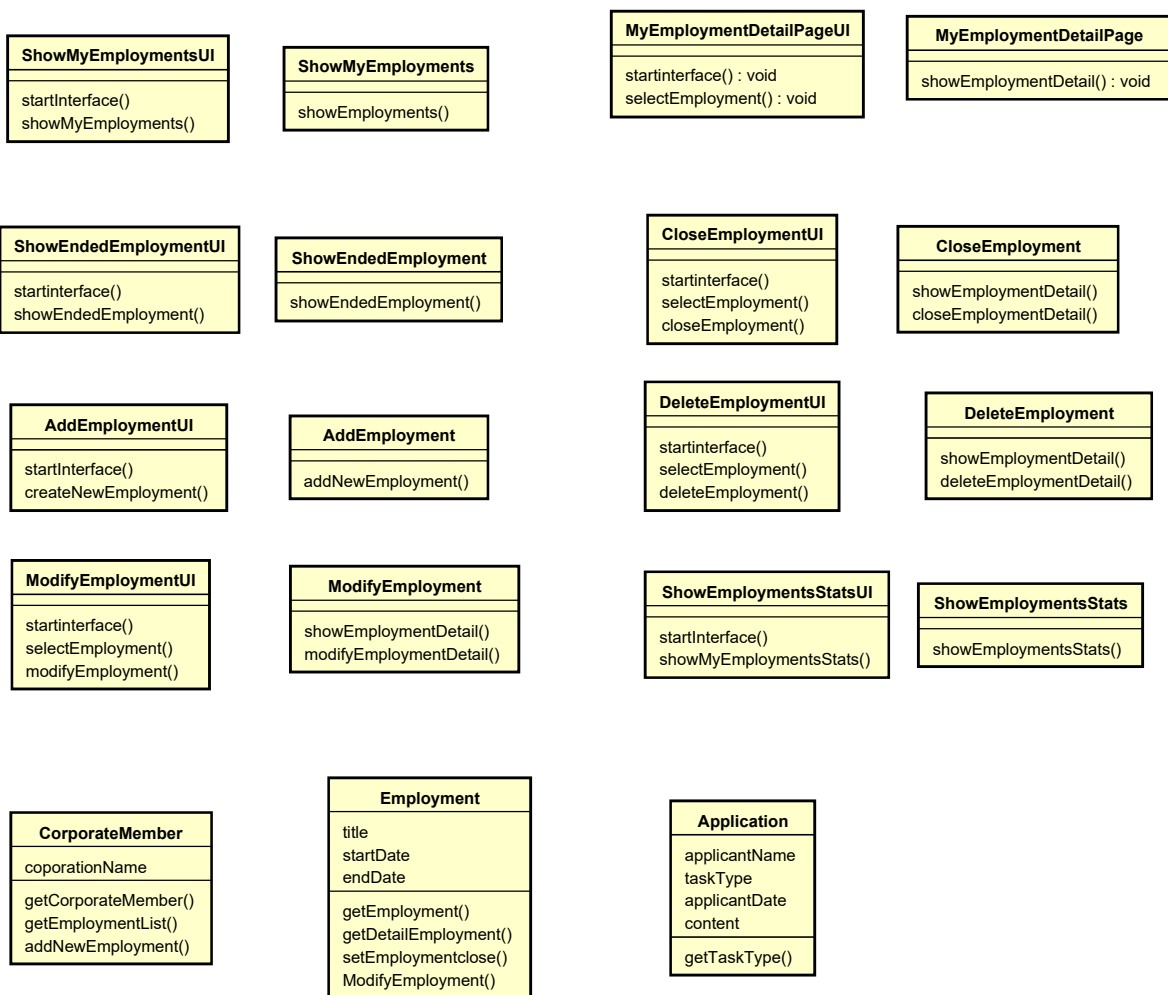 ShowMyEmploymentsUI
startInterface()
showMyEmployments()
ShowMyEmployments
showEmployments()
MyEmploymentDetailPageUI
startinterface() : void
selectEmployment() : void
MyEmploymentDetailPage
showEmploymentDetail() : void
ShowEndedEmploymentUI
startinterface()
showEndedEmployment()
ShowEndedEmployment
showEndedEmployment()
CloseEmploymentUI
startinterface()
selectEmployment()
closeEmployment()
CloseEmployment
showEmploymentDetail()
closeEmploymentDetail()
AddEmploymentUI
startInterface()
createNewEmployment()
AddEmployment
addNewEmployment()
DeleteEmploymentUI
startinterface()
selectEmployment()
deleteEmployment()
DeleteEmployment
showEmploymentDetail()
deleteEmploymentDetail()
ModifyEmploymentUI
startinterface()
selectEmployment()
modifyEmployment()
ModifyEmployment
showEmploymentDetail()
modifyEmploymentDetail()
ShowEmploymentsStatsUI
startInterface()
showMyEmploymentsStats()
ShowEmploymentsStats
showEmploymentsStats()
CorporateMember
coporationName
getCorporateMember()
getEmploymentList()
addNewEmployment()
Employment
title
startDate
endDate
getEmployment()
getDetailEmployment()
setEmploymentclose()
ModifyEmployment()
Application
applicantName
taskType
applicantDate
content
getTaskType()